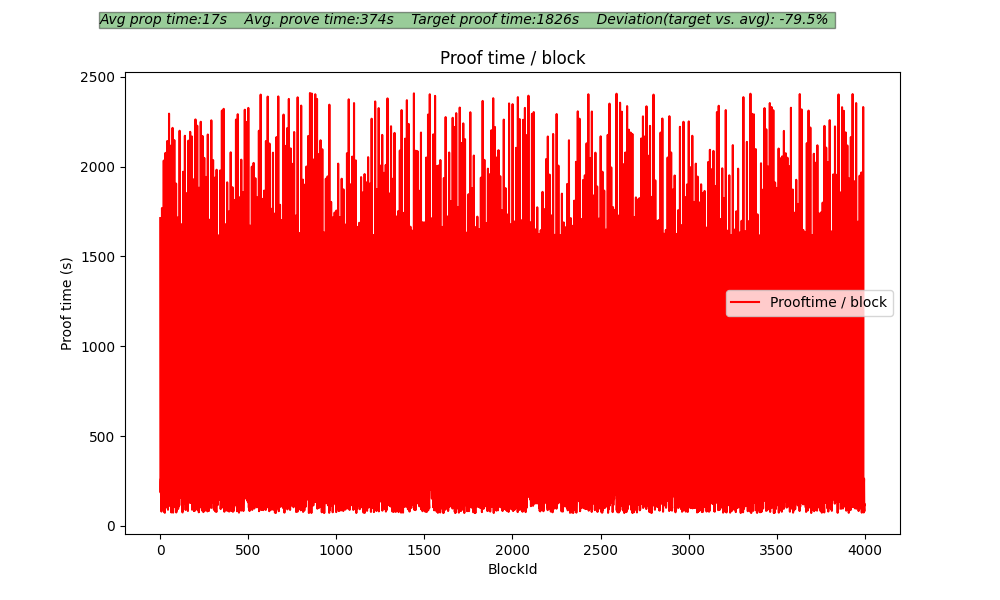 Avg prop time:17s    Avg. prove time:374s    Target proof time:1826s    Deviation(target vs. avg): -79.5%
Proof time / block
2500
2000
1500
1000
500
0
Proof time (s)
Prooftime / block
0 500 1000 1500 2000 2500 3000 3500 4000
BlockId